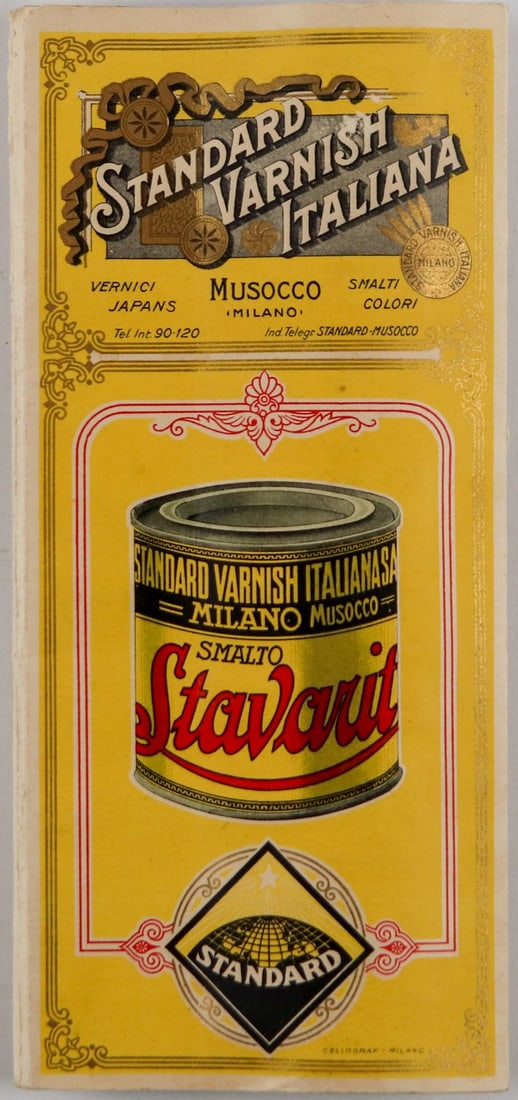 STANDARD
VARNISH
ITALIANA
STANDARD VARNISH ITALIANA
MILANO
VERNICI
JAPANS
MUSOCCO
‹MILANO›
SMALTI
COLORI
Tel. Int. 90-120
Ind. Telegr. STANDARD-MUSOCCO
STANDARD VARNISH ITALIANA SA
MILANO MUSOCCO
SMALTO
Stavarit
STANDARD
MILANO